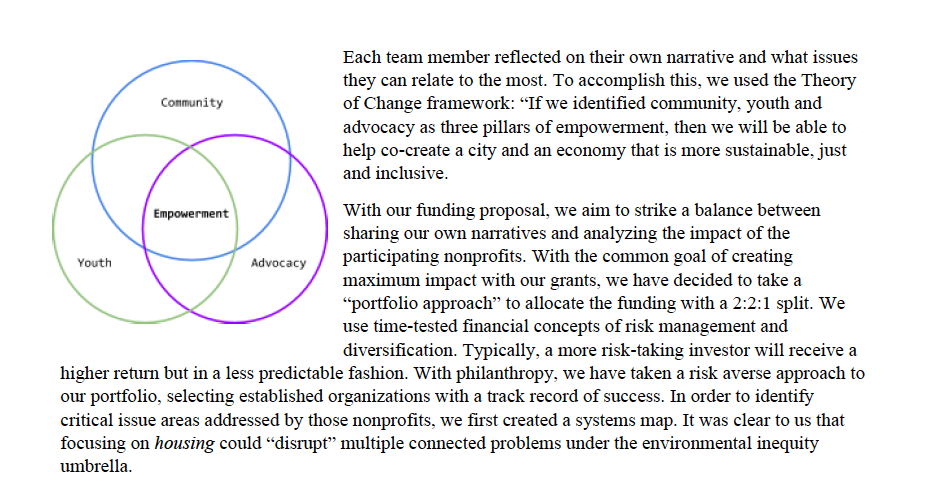 Community
Empowerment
Youth
Advocacy
Each team member reflected on their own narrative and what issues
they can relate to the most. To accomplish this, we used the Theory
of Change framework: “If we identified community, youth and
advocacy as three pillars of empowerment, then we will be able to
help co-create a city and an economy that is more sustainable, just
and inclusive.
With our funding proposal, we aim to strike a balance between
sharing our own narratives and analyzing the impact of the
participating nonprofits. With the common goal of creating
maximum impact with our grants, we have decided to take a
“portfolio approach” to allocate the funding with a 2:2:1 split. We
use time-tested financial concepts of risk management and
diversification. Typically, a more risk-taking investor will receive a
higher return but in a less predictable fashion. With philanthropy, we have taken a risk averse approach to
our portfolio, selecting established organizations with a track record of success. In order to identify
critical issue areas addressed by those nonprofits, we first created a systems map. It was clear to us that
focusing on housing could “disrupt” multiple connected problems under the environmental inequity
umbrella.